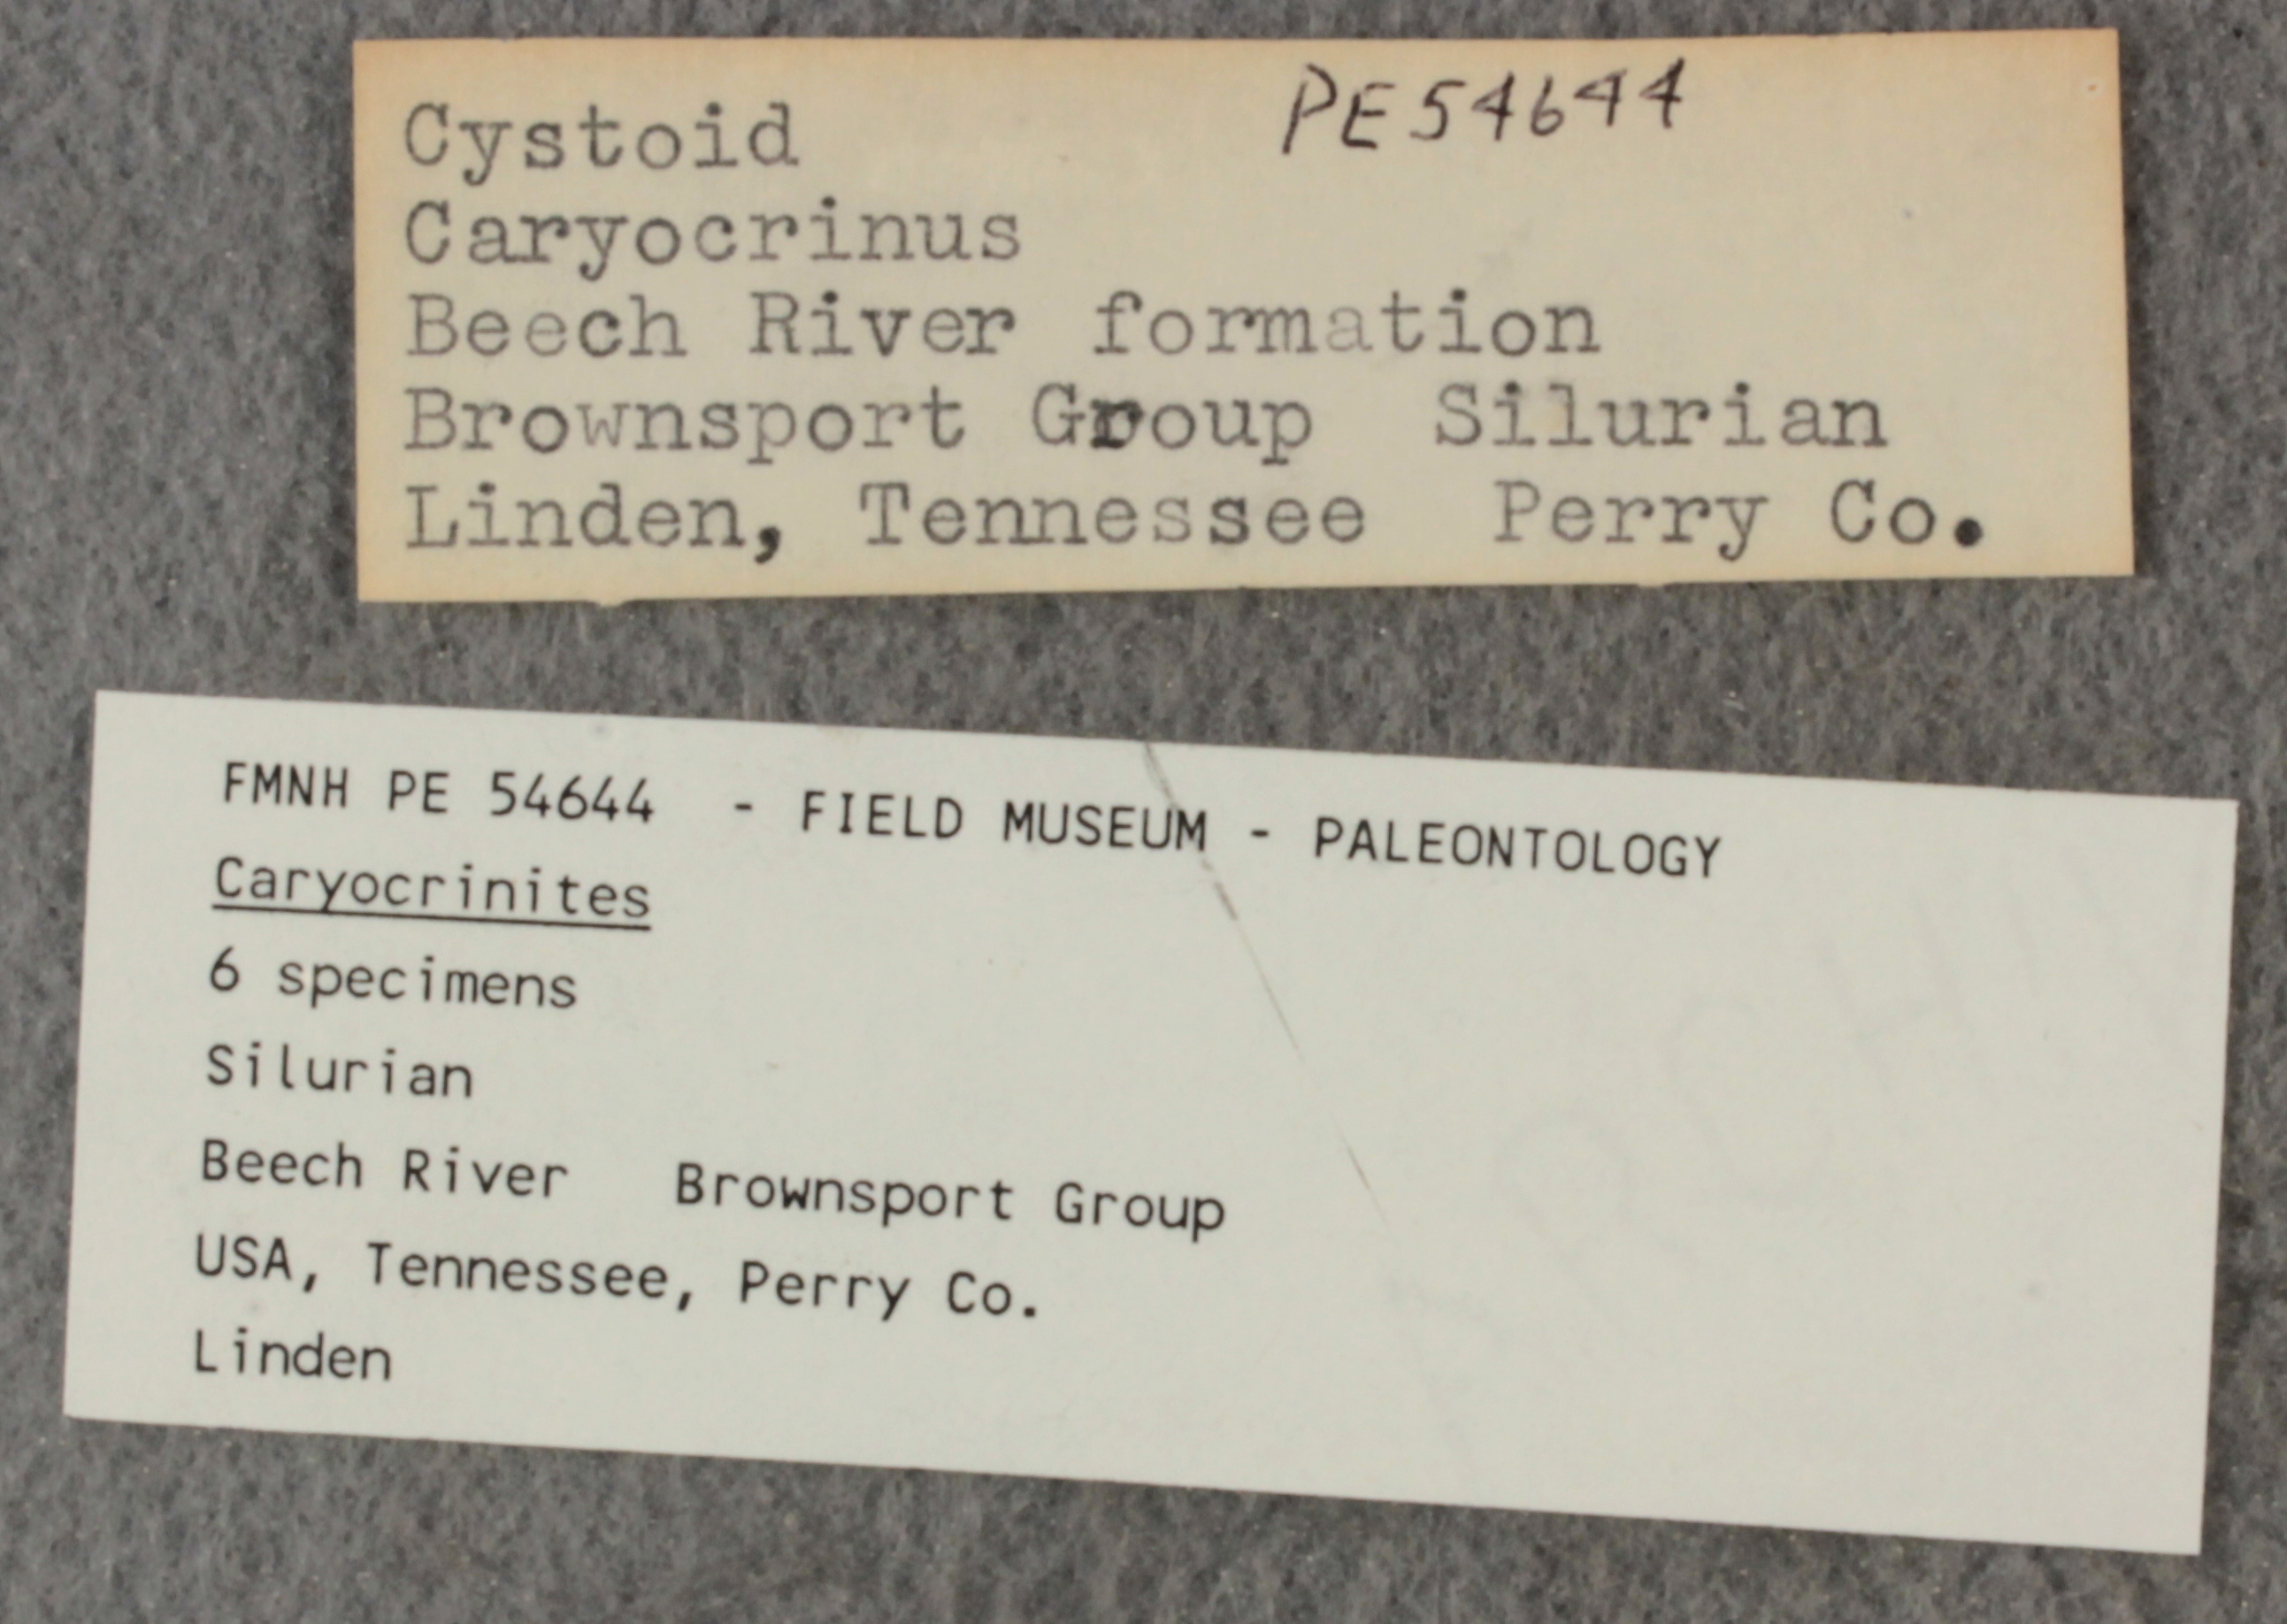 Cystoid PE54644
Caryocrinus
Beech River formation
Brownsport Group Silurian
Linden, Tennessee Perry Co.
FMNH PE 54644 - FIELD MUSEUM - PALEONTOLOGY
Caryocrinites
6 specimens
Silurian
Beech River Brownsport Group
USA, Tennessee, Perry Co.
Linden